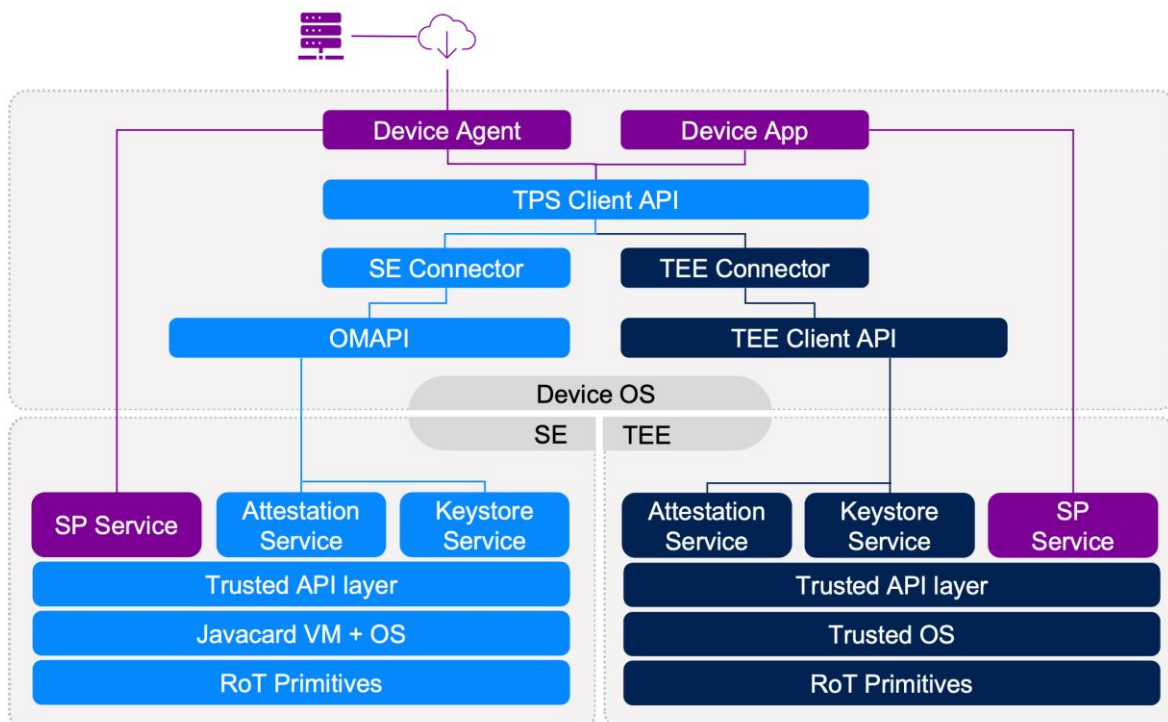 Device Agent
Device App
TPS Client API
SE Connector
TEE Connector
OMAPI
TEE Client API
Device OS
SE
TEE
SP Service
Attestation
Service
Keystore
Service
Attestation
Service
Keystore
Service
SP
Service
Trusted API layer
Trusted API layer
Javacard VM + OS
Trusted OS
RoT Primitives
RoT Primitives